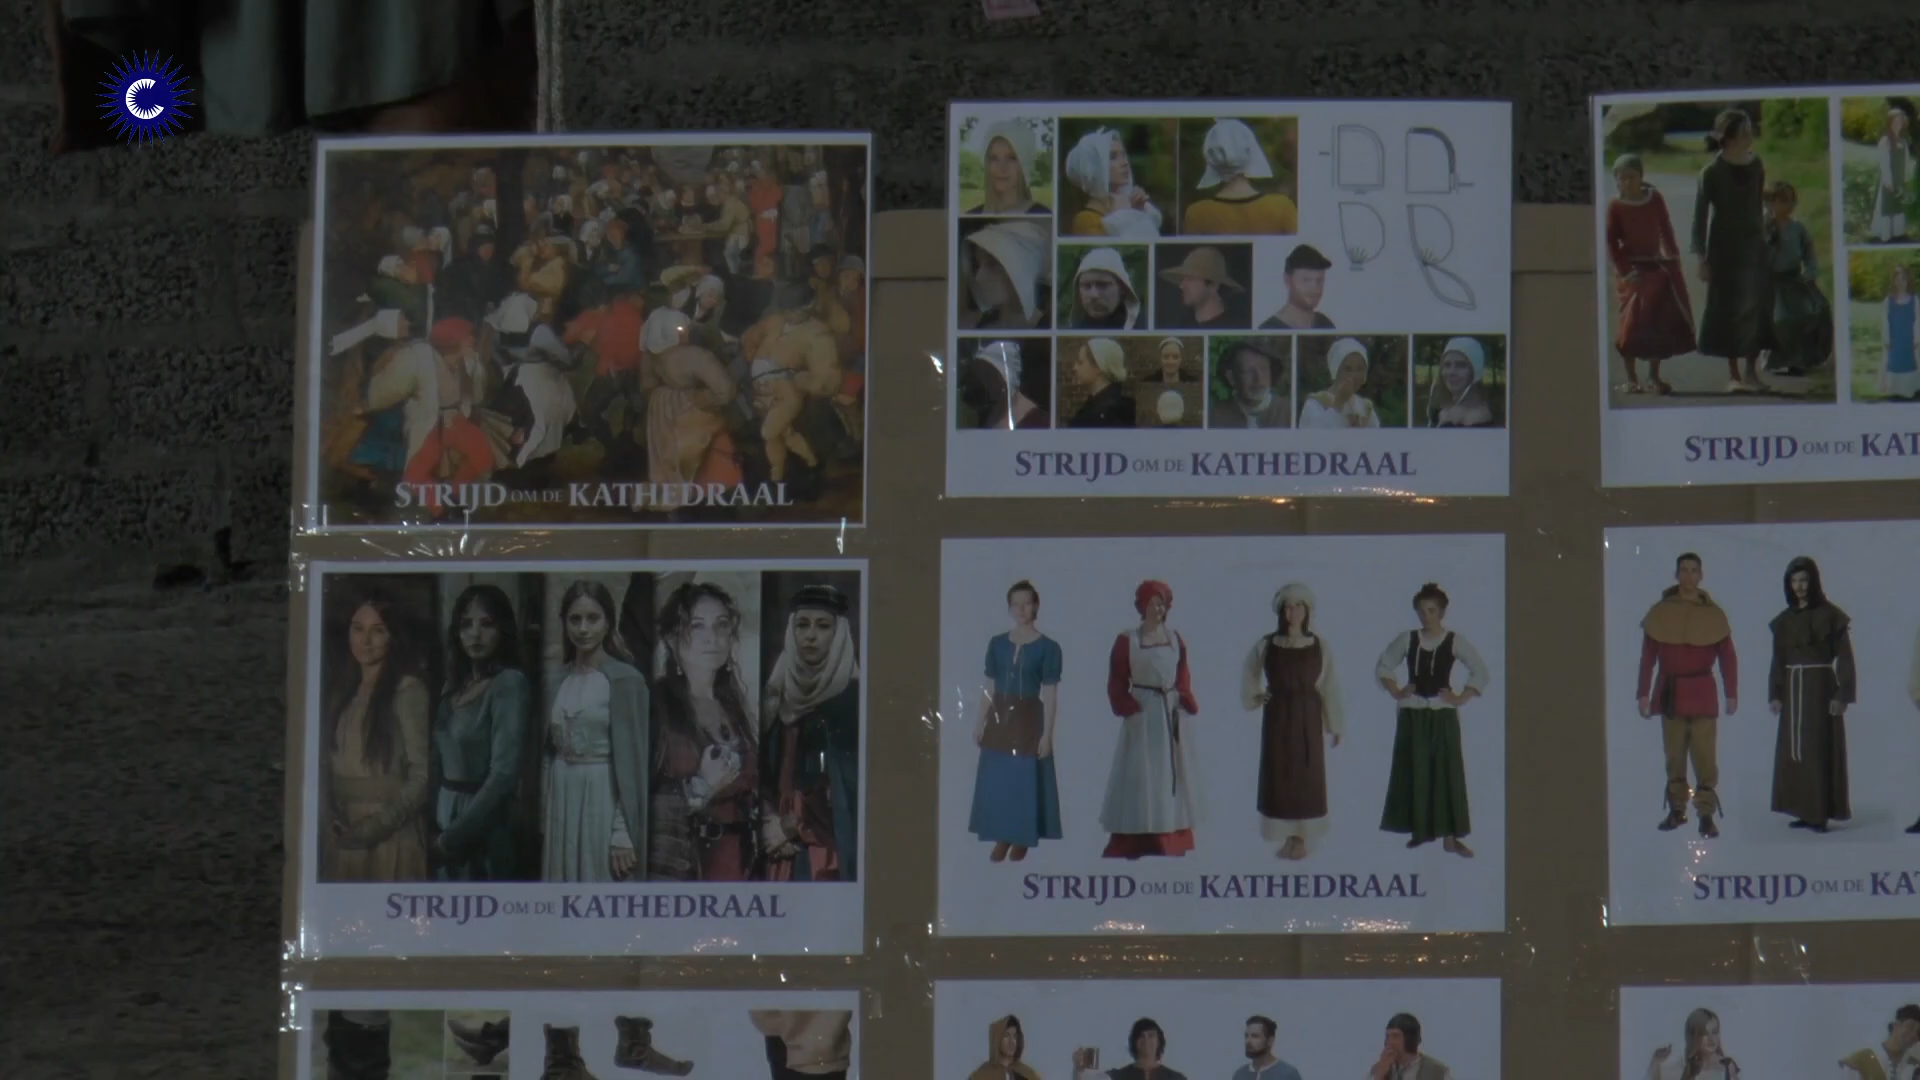 C
STRIJD OM DE KATHEDRAAL
STRIJD OM DE KATHEDRAAL
STRIJD OM DE KAT
STRIJD OM DE KATHEDRAAL
STRIJD OM DE KATHEDRAAL
STRIJD OM DE KA